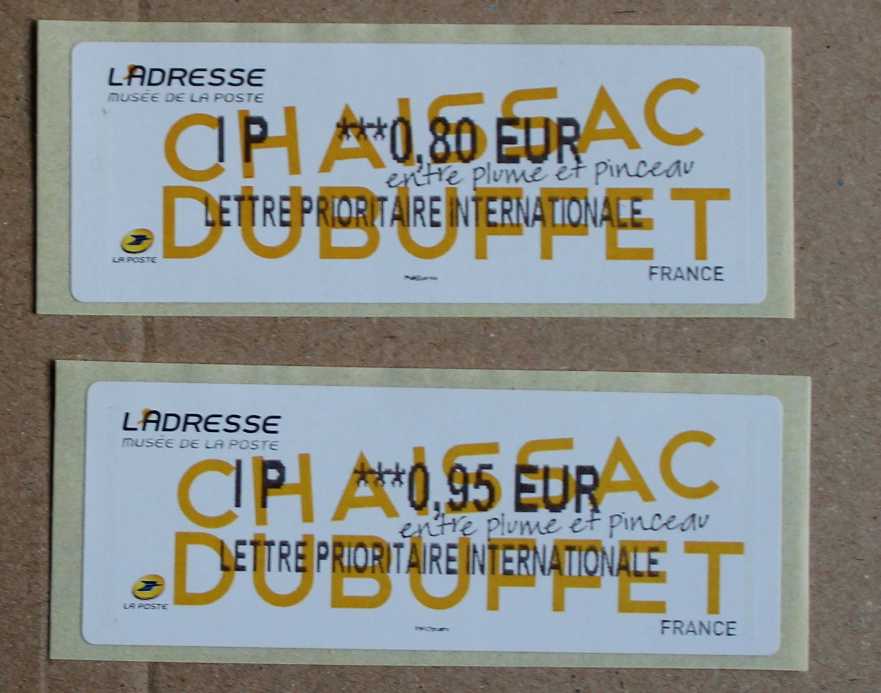 L'ADRESSE
MUSÉE DE LA POSTE
CHAISSAC
IP ***0,80 EUR
entre plume et pinceau
DUBUFFET
LETTRE PRIORITAIRE INTERNATIONALE
LA POSTE
FRANCE
L'ADRESSE
MUSÉE DE LA POSTE
CHAISSAC
IP ***0,95 EUR
entre plume et pinceau
DUBUFFET
LETTRE PRIORITAIRE INTERNATIONALE
LA POSTE
FRANCE